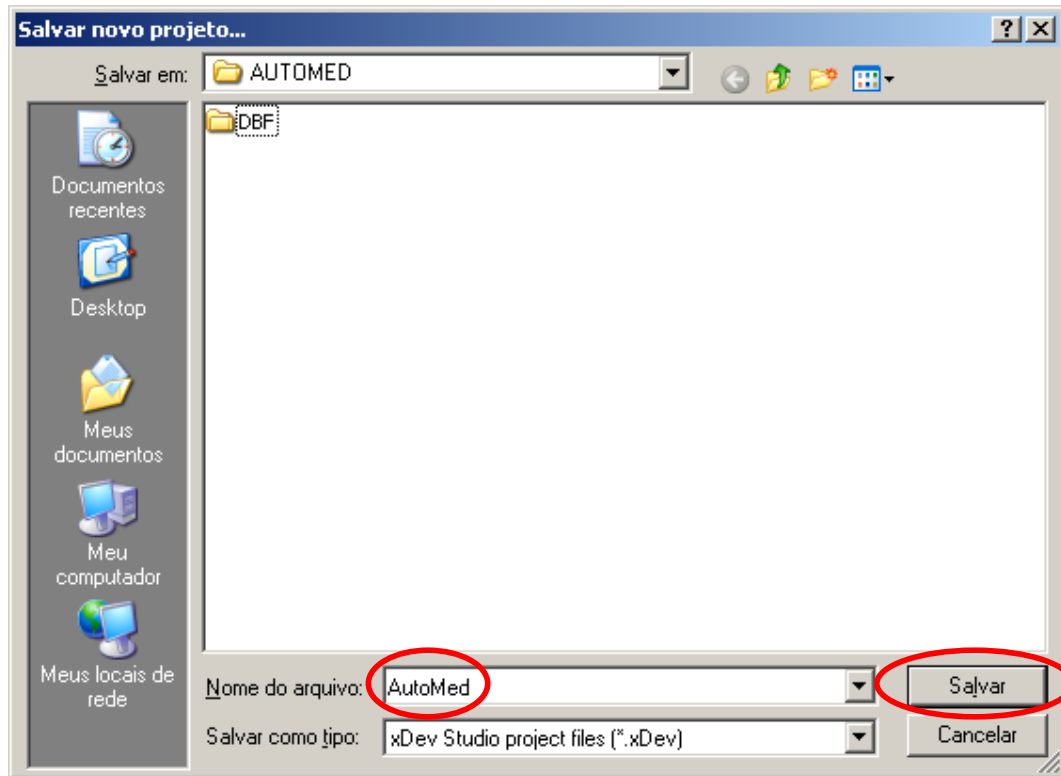 Salvar novo projeto...
Salvar em:
AUTOMED
DBF
Documentos
recentes
Desktop
Meus
documentos
Meu
computador
Meus locais de
rede
Nome do arquivo:
AutoMed
Salvar
Salvar como tipo:
xDev Studio project files (*.xDev)
Cancelar